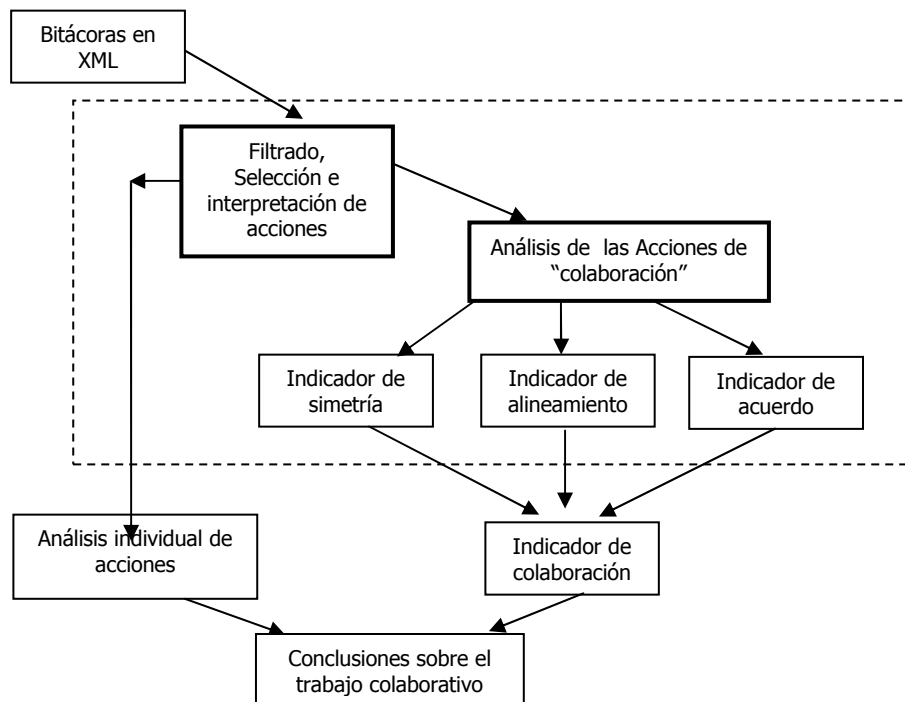 Bitácoras en
XML
Filtrado,
Selección e
interpretación de
acciones
Análisis de las Acciones de
“colaboración”
Indicador de
simetría
Indicador de
alineamiento
Indicador de
acuerdo
Análisis individual de
acciones
Indicador de
colaboración
Conclusiones sobre el
trabajo colaborativo